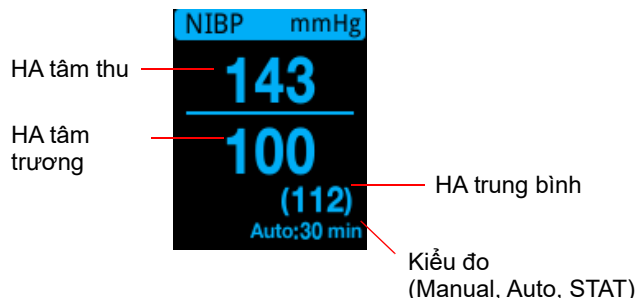 NIBP mmHg
HA tâm thu
143
HA tâm
trương
100
(112)
HA trung bình
Auto:30 min
Kiểu đo
(Manual, Auto, STAT)